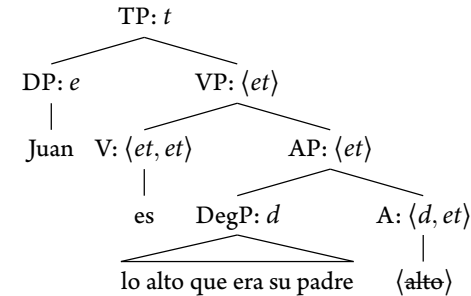 TP: t
DP: e VP: ⟨et⟩
Juan V: ⟨et, et⟩ AP: ⟨et⟩
es DegP: d A: ⟨d, et⟩
lo alto que era su padre ⟨alto⟩